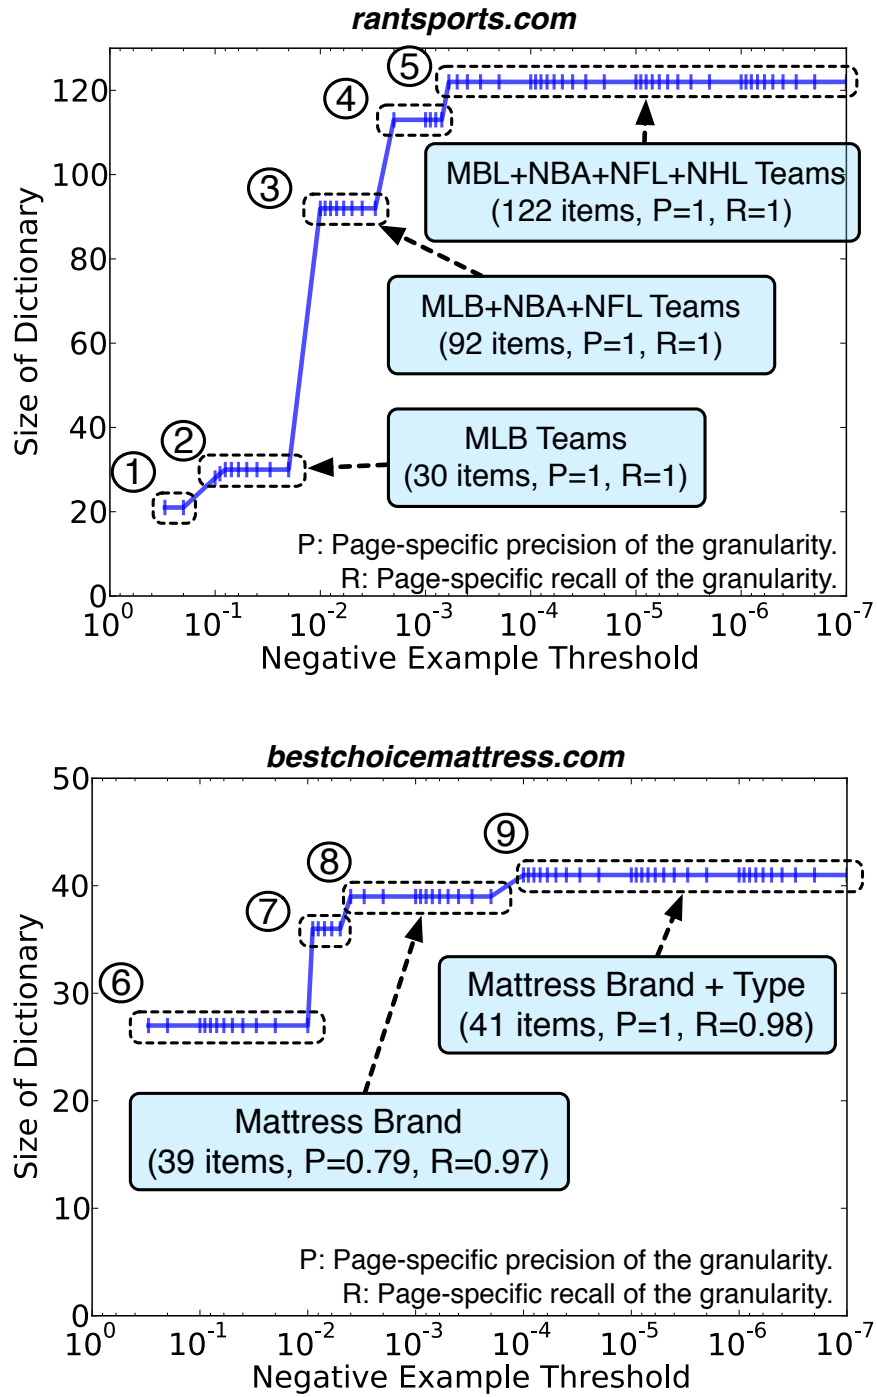 rantsports.com
Size of Dictionary
120
100
80
60
40
20
0
1
2
3
4
5
MBL+NBA+NFL+NHL Teams
(122 items, P=1, R=1)
MLB+NBA+NFL Teams
(92 items, P=1, R=1)
MLB Teams
(30 items, P=1, R=1)
P: Page-specific precision of the granularity.
R: Page-specific recall of the granularity.
10^0 10^-1 10^-2 10^-3 10^-4 10^-5 10^-6 10^-7
Negative Example Threshold
bestchoicemattress.com
Size of Dictionary
50
40
30
20
10
0
6
7
8
9
Mattress Brand + Type
(41 items, P=1, R=0.98)
Mattress Brand
(39 items, P=0.79, R=0.97)
P: Page-specific precision of the granularity.
R: Page-specific recall of the granularity.
10^0 10^-1 10^-2 10^-3 10^-4 10^-5 10^-6 10^-7
Negative Example Threshold